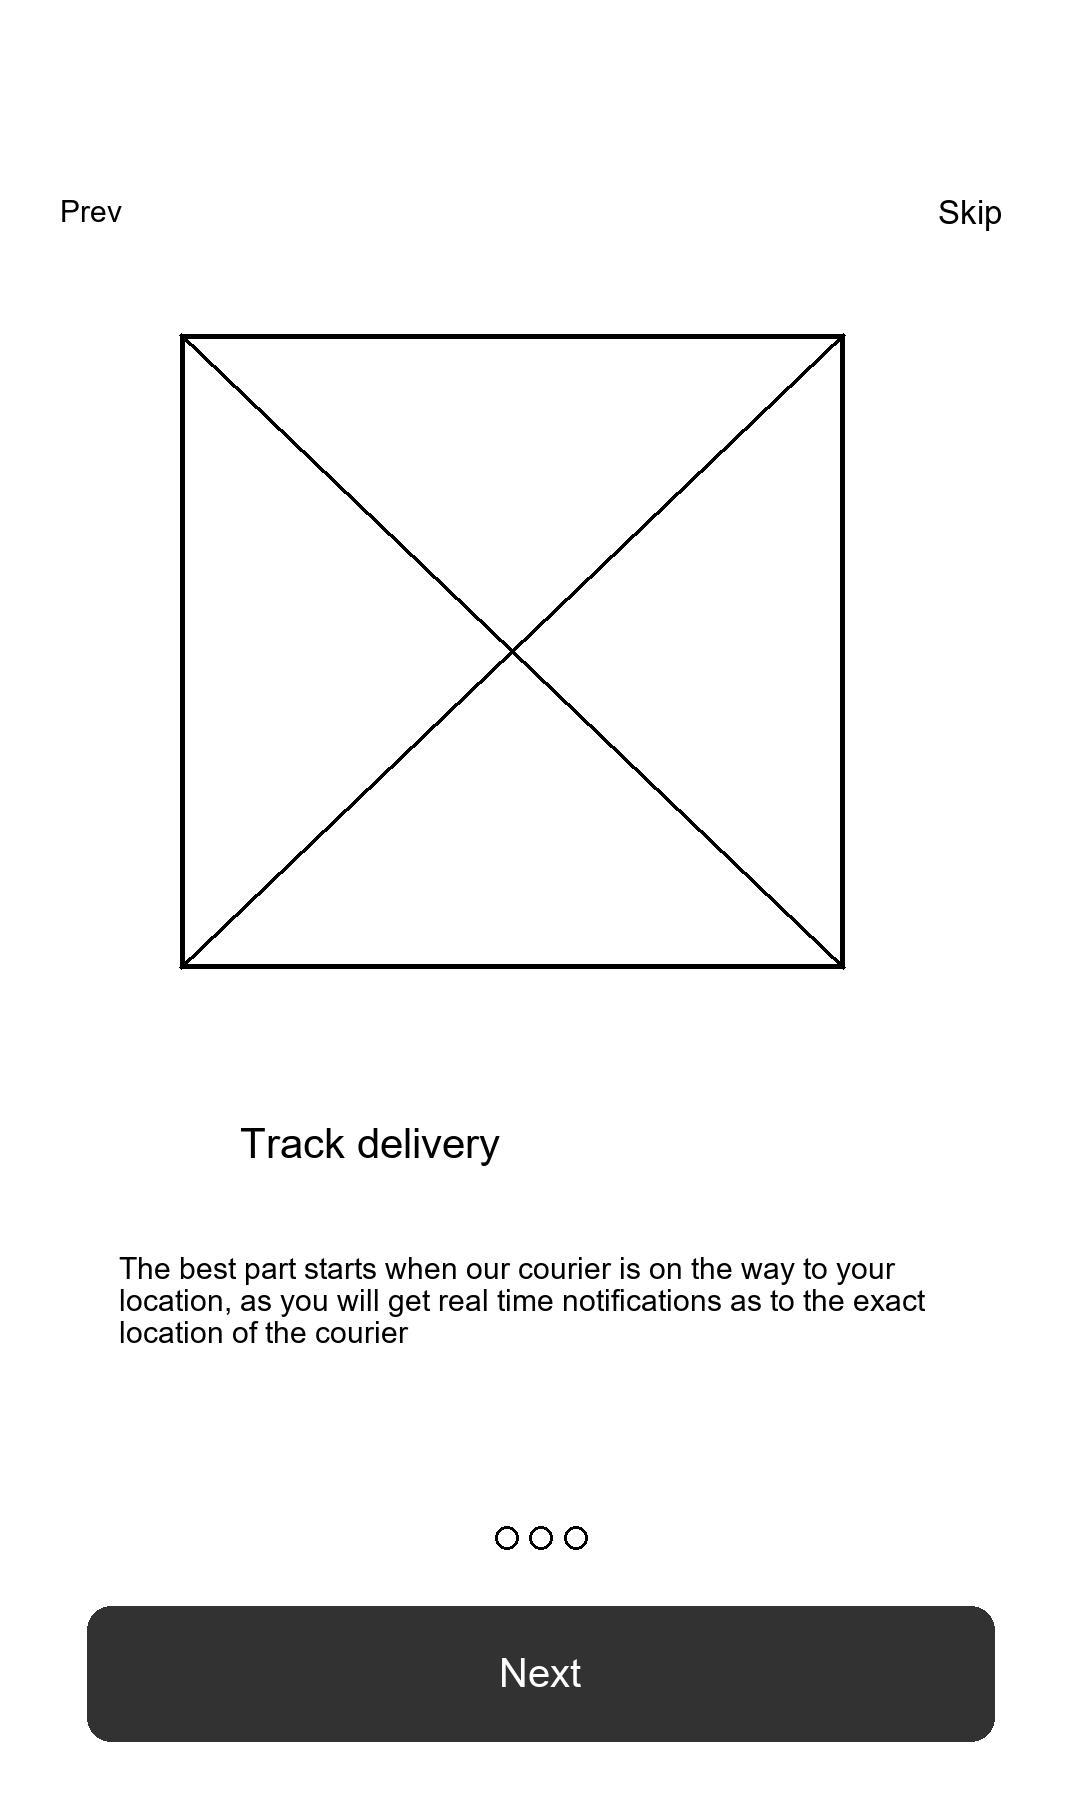 Prev
Skip
Track delivery
The best part starts when our courier is on the way to your
location, as you will get real time notifications as to the exact
location of the courier
Next